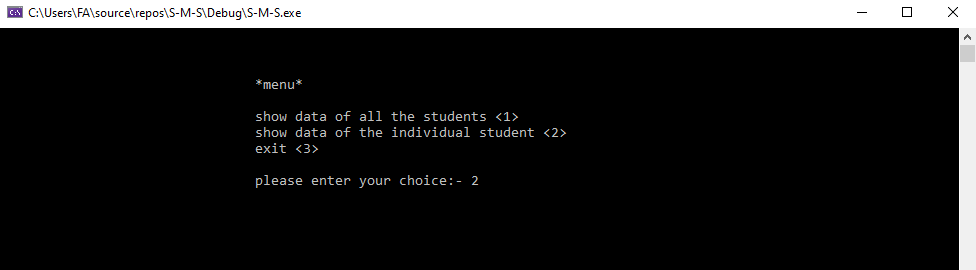 C:\Users\FA\source\repos\S-M-S\Debug\S-M-S.exe
*menu*
show data of all the students <1>
show data of the individual student <2>
exit <3>
please enter your choice:- 2